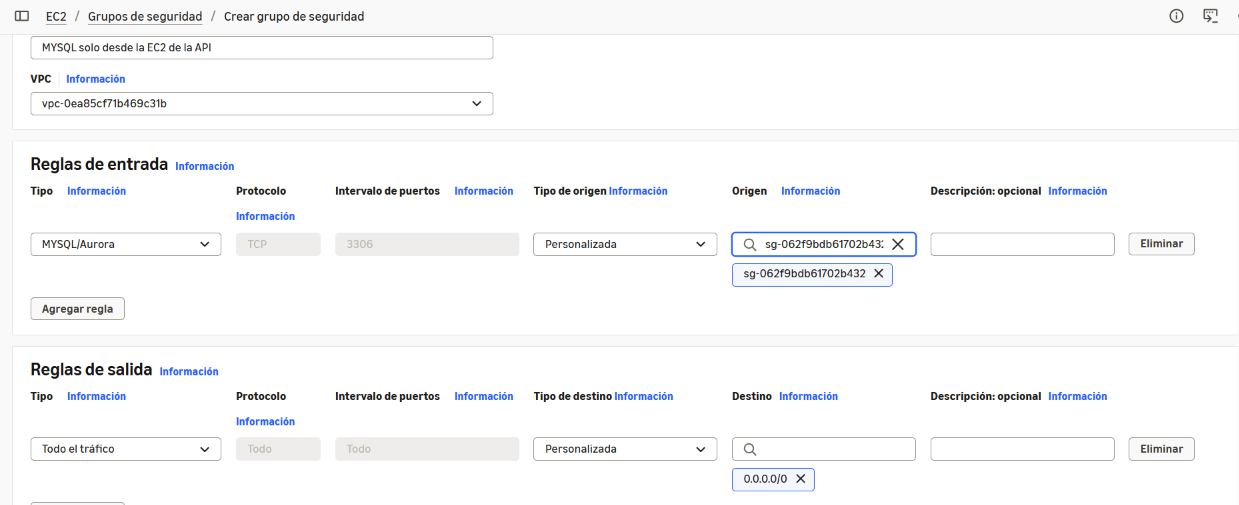 EC2 / Grupos de seguridad / Crear grupo de seguridad
MYSQL solo desde la EC2 de la API
VPC Información
vpc-0ea85cf71b469c31b
Reglas de entrada Información
Tipo Información Protocolo Intervalo de puertos Información Tipo de origen Información Origen Información Descripción: opcional Información
Información
MYSQL/Aurora TCP 3306 Personalizada sg-062f9bdb61702b432 Eliminar
sg-062f9bdb61702b432
Agregar regla
Reglas de salida Información
Tipo Información Protocolo Intervalo de puertos Información Tipo de destino Información Destino Información Descripción: opcional Información
Información
Todo el tráfico Todo Todo Personalizada Eliminar
0.0.0.0/0